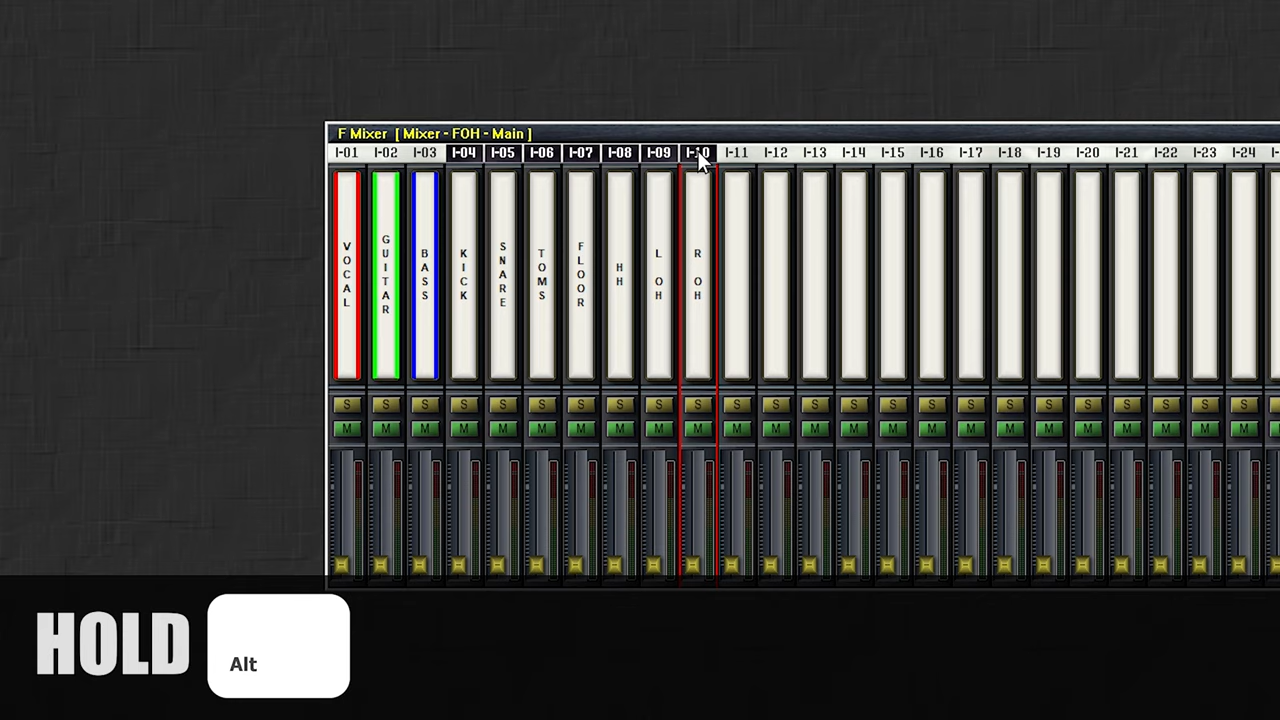 F Mixer [ Mixer - FOH - Main ]
I-01 I-02 I-03 I-04 I-05 I-06 I-07 I-08 I-09 I-10 I-11 I-12 I-13 I-14 I-15 I-16 I-17 I-18 I-19 I-20 I-21 I-22 I-23 I-24
VOCAL GUITAR BASS KICK SNARE TOMS FLOOR HH L OH R OH
S S S S S S S S S S S S S S S S S S S S S S S S S
M M M M M M M M M M M M M M M M M M M M M M M M M
HOLD Alt